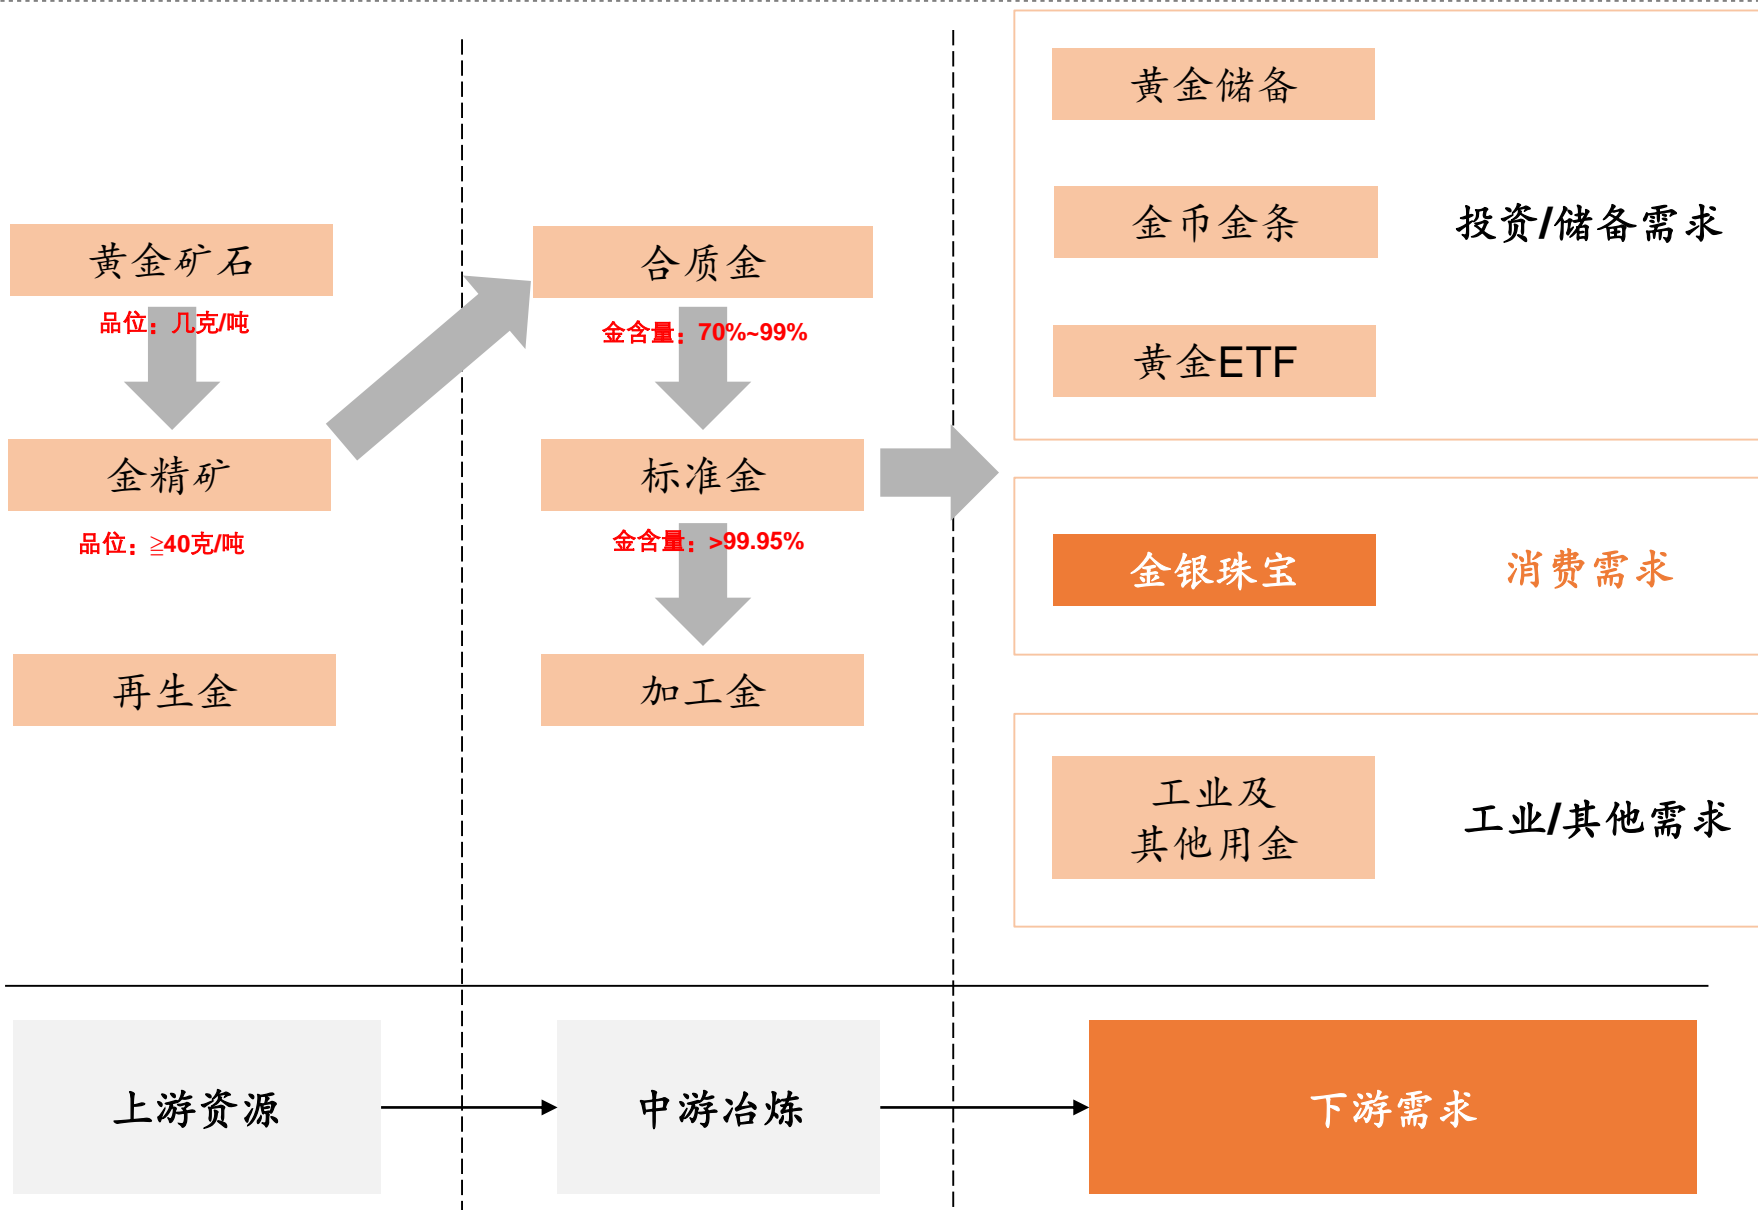 黄金矿石
品位：几克/吨
金精矿
品位：≧40克/吨
再生金
合质金
金含量：70%~99%
标准金
金含量：>99.95%
加工金
黄金储备
金币金条
黄金ETF
投资/储备需求
金银珠宝
消费需求
工业及
其他用金
工业/其他需求
上游资源
中游冶炼
下游需求